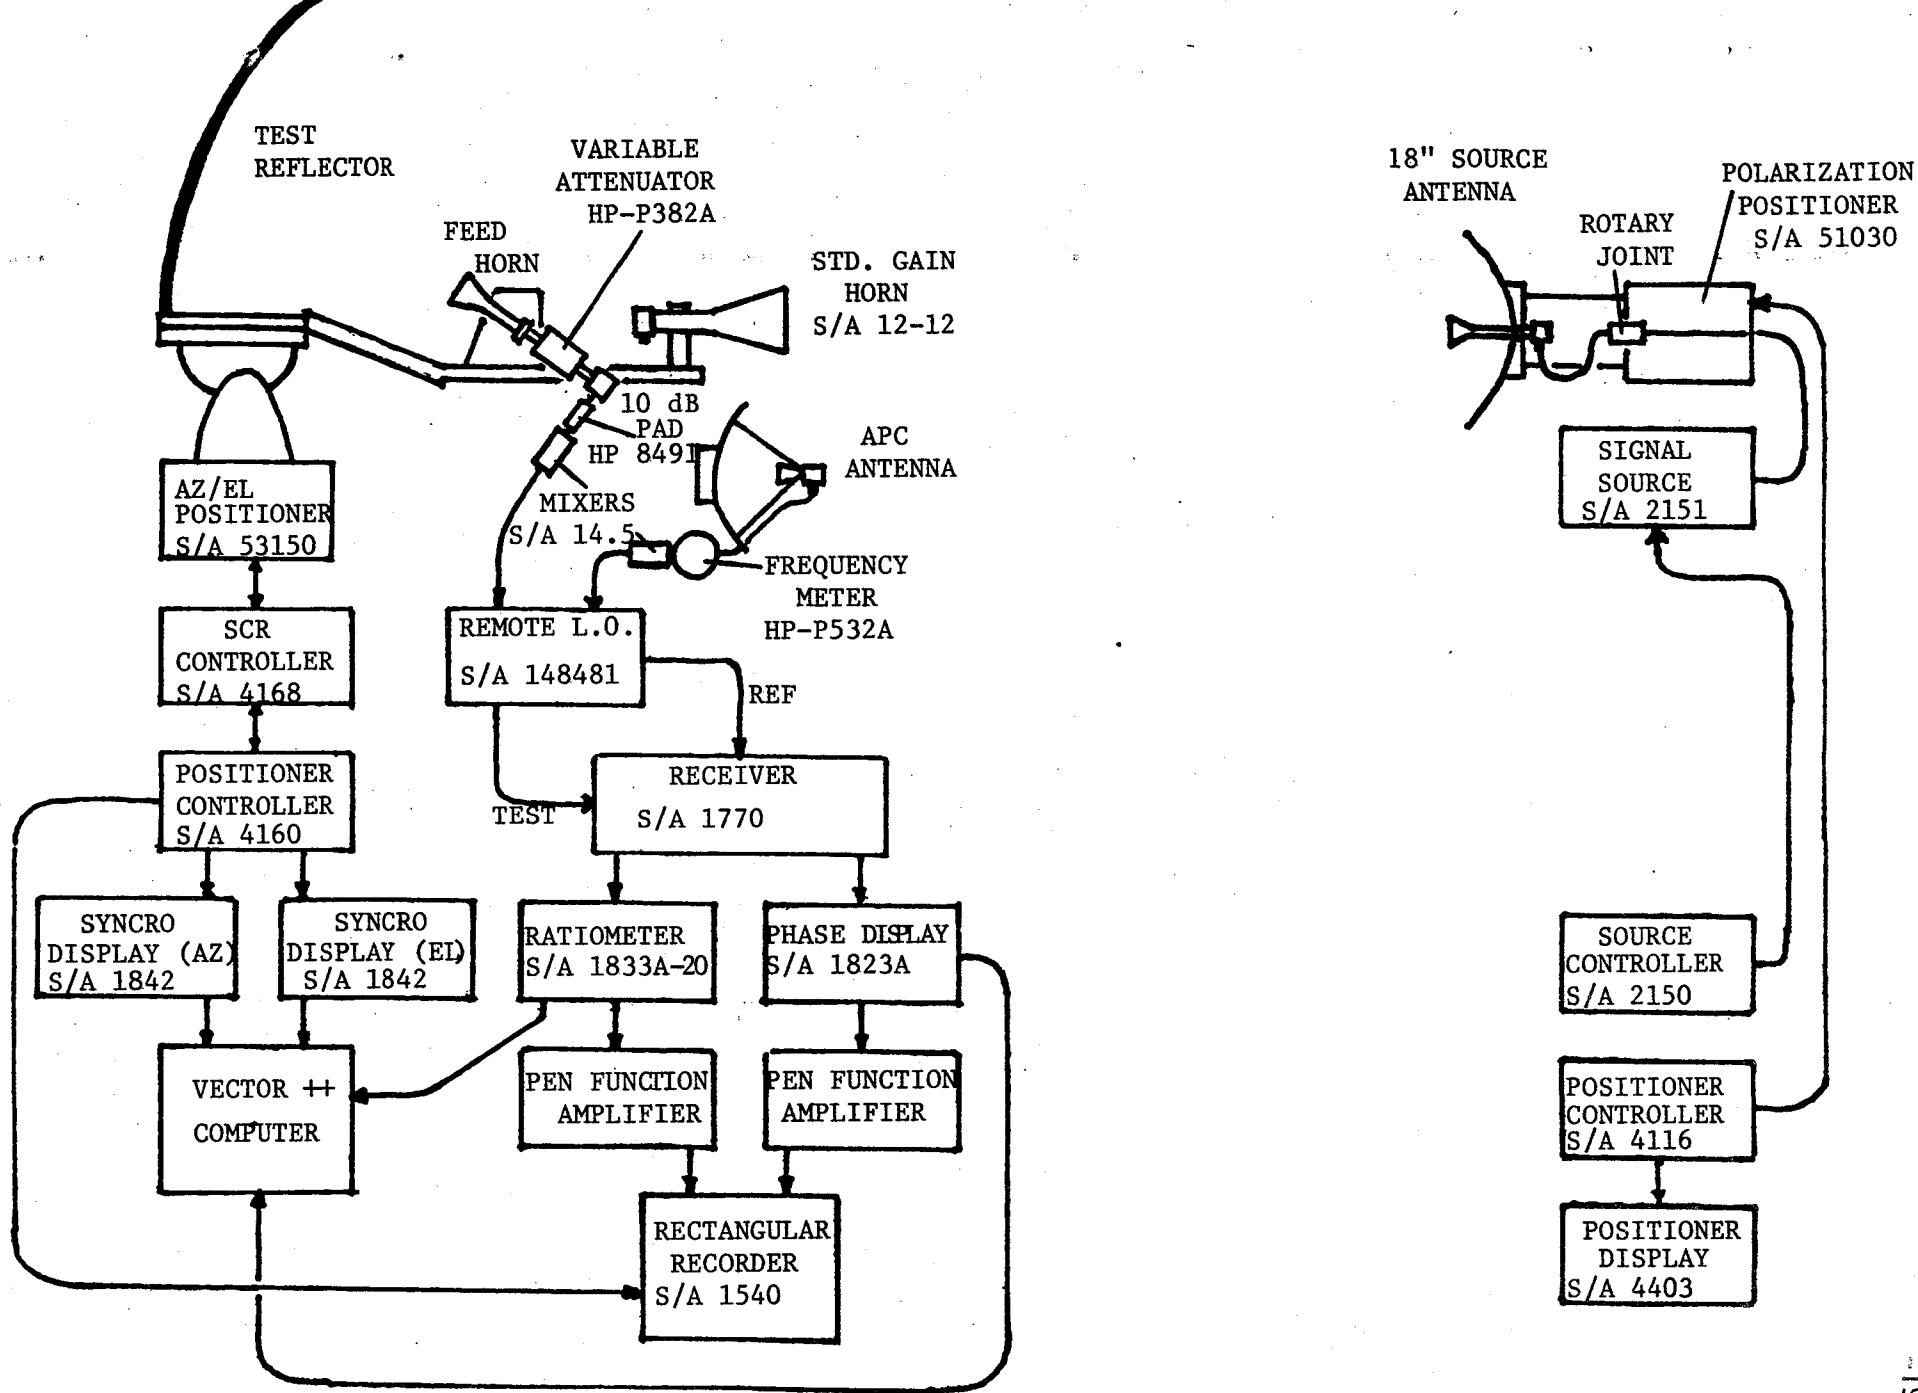 TEST
REFLECTOR
VARIABLE
ATTENUATOR
HP-P382A
FEED
HORN
STD. GAIN
HORN
S/A 12-12
10 dB
PAD
HP 8491
MIXERS
S/A 14.5
APC
ANTENNA
FREQUENCY
METER
HP-P532A
AZ/EL
POSITIONER
S/A 53150
SCR
CONTROLLER
S/A 4168
POSITIONER
CONTROLLER
S/A 4160
REMOTE L.O.
S/A 148481
REF
TEST
RECEIVER
S/A 1770
SYNCRO
DISPLAY (AZ)
S/A 1842
SYNCRO
DISPLAY (EL)
S/A 1842
RATIOMETER
S/A 1833A-20
PHASE DISPLAY
S/A 1823A
VECTOR ++
COMPUTER
PEN FUNCTION
AMPLIFIER
PEN FUNCTION
AMPLIFIER
RECTANGULAR
RECORDER
S/A 1540
18" SOURCE
ANTENNA
ROTARY
JOINT
POLARIZATION
POSITIONER
S/A 51030
SIGNAL
SOURCE
S/A 2151
SOURCE
CONTROLLER
S/A 2150
POSITIONER
CONTROLLER
S/A 4116
POSITIONER
DISPLAY
S/A 4403